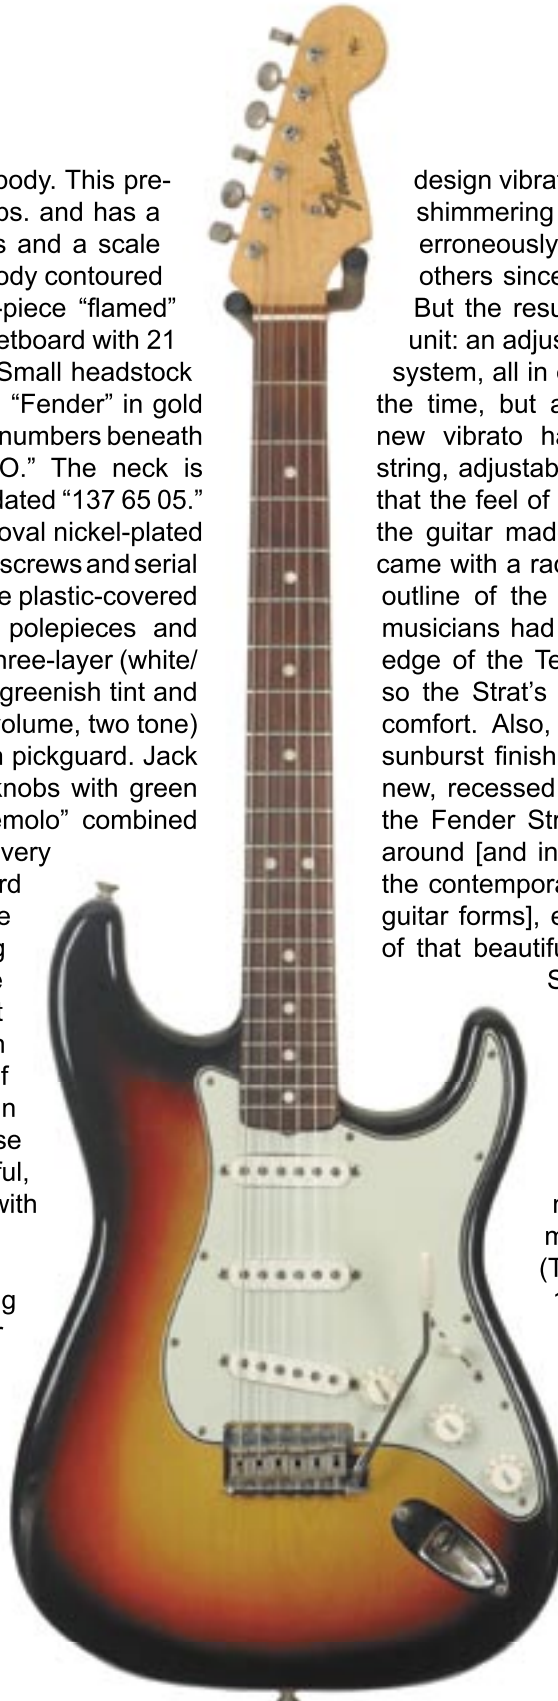 body. This pre-
bs. and has a
s and a scale
ody contoured
-piece “flamed”
etboard with 21
Small headstock
“Fender” in gold
numbers beneath
O.” The neck is
dated “137 65 05.”
oval nickel-plated
screws and serial
e plastic-covered
polepieces and
hree-layer (white/
greenish tint and
volume, two tone)
n pickguard. Jack
knobs with green
emolo” combined
very
rd
e
g
e
t
n
f
n
se
ful,
with
g
r
Fender
design vibrat
shimmering
erroneously
others since
But the resu
unit: an adjus
system, all in
the time, but a
new vibrato ha
string, adjustab
that the feel of
the guitar mad
came with a rad
outline of the
musicians had
edge of the Te
so the Strat’s
comfort. Also,
sunburst finish
new, recessed
the Fender Str
around [and in
the contempora
guitar forms], e
of that beautifu
S
m
(T